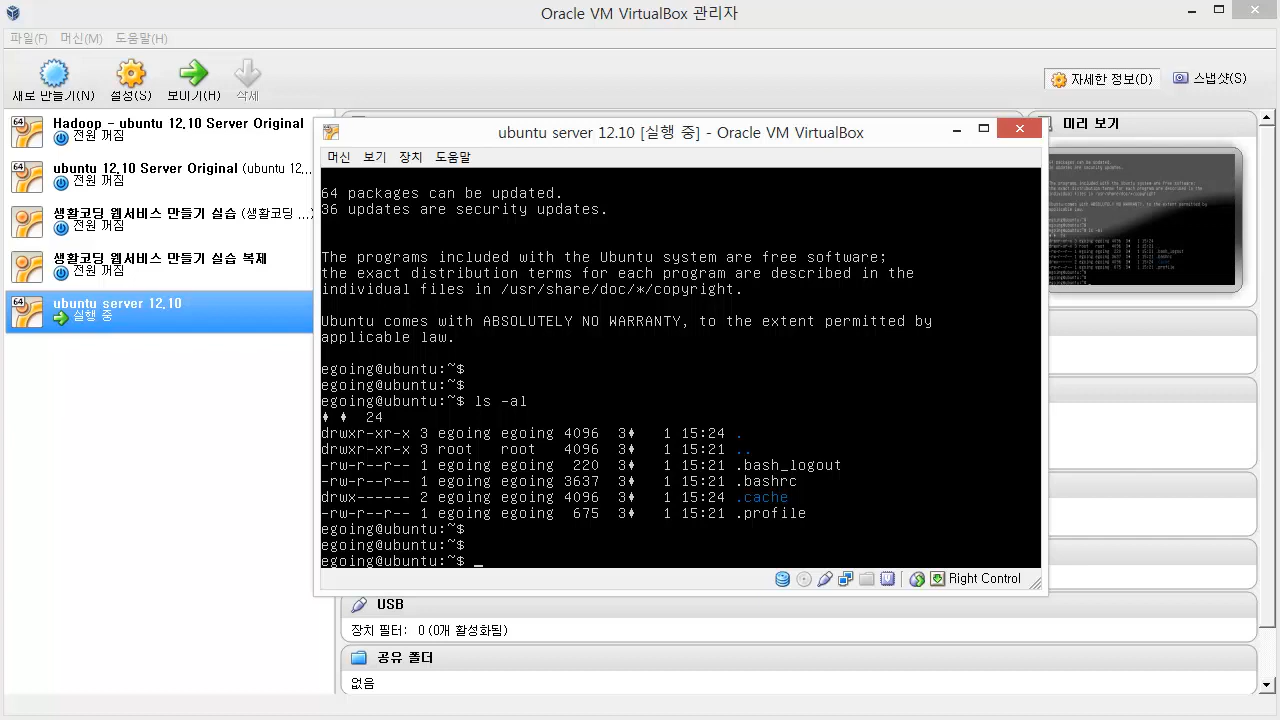 Oracle VM VirtualBox 관리자
파일(F) 머신(M) 도움말(H)
새로 만들기(N) 설정(S) 보이기(H) 삭제
자세한 정보(D) 스냅샷(S)
64 Hadoop - ubuntu 12.10 Server Original
전원 꺼짐
64 ubuntu 12.10 Server Original (ubuntu 12,...
전원 꺼짐
생활코딩 웹서비스 만들기 실습 (생활코딩 ...)
전원 꺼짐
생활코딩 웹서비스 만들기 실습 복제
전원 꺼짐
64 ubuntu server 12.10
실행 중
미리 보기
ubuntu server 12.10 [실행 중] - Oracle VM VirtualBox
머신 보기 장치 도움말
64 packages can be updated.
36 updates are security updates.
The programs included with the Ubuntu system are free software;
the exact distribution terms for each program are described in the
individual files in /usr/share/doc/*/copyright.
Ubuntu comes with ABSOLUTELY NO WARRANTY, to the extent permitted by
applicable law.
egoing@ubuntu:~$
egoing@ubuntu:~$
egoing@ubuntu:~$ ls -al
♦ ♦ 24
drwxr-xr-x 3 egoing egoing 4096 3♦ 1 15:24 .
drwxr-xr-x 3 root root 4096 3♦ 1 15:21 ..
-rw-r--r-- 1 egoing egoing 220 3♦ 1 15:21 .bash_logout
-rw-r--r-- 1 egoing egoing 3637 3♦ 1 15:21 .bashrc
drwx------ 2 egoing egoing 4096 3♦ 1 15:24 .cache
-rw-r--r-- 1 egoing egoing 675 3♦ 1 15:21 .profile
egoing@ubuntu:~$
egoing@ubuntu:~$
egoing@ubuntu:~$ _
Right Control
USB
장치 필터: 0 (0개 활성화됨)
공유 폴더
없음